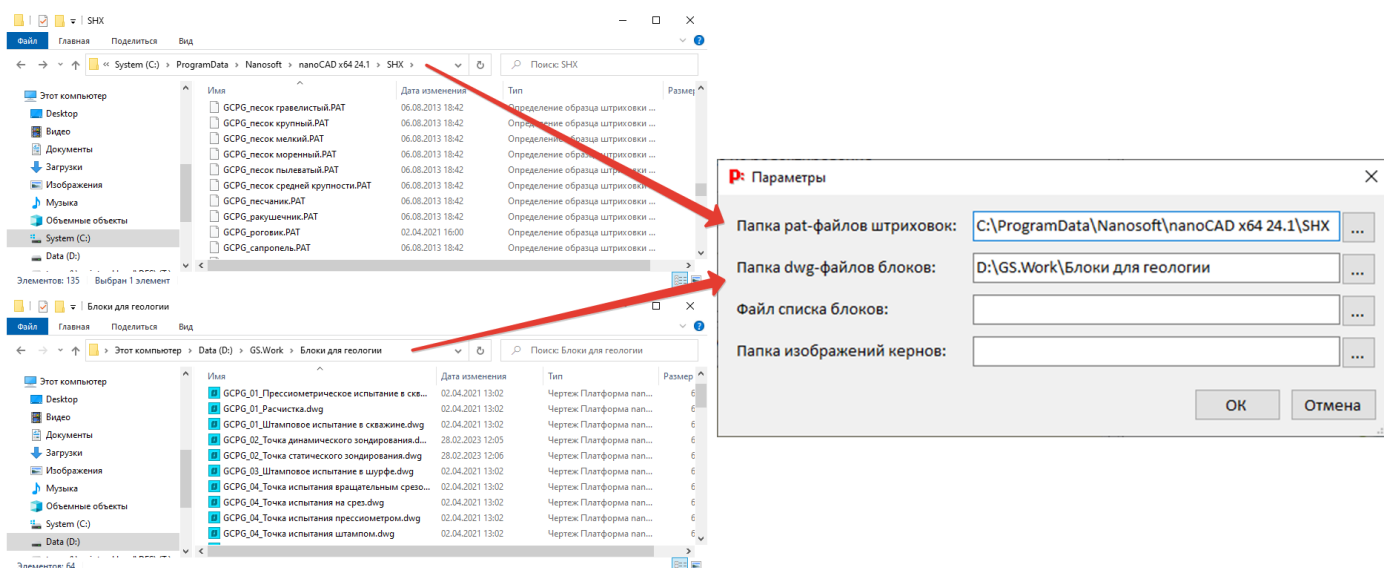 SHX
Файл Главная Поделиться Вид
« System (C:) › ProgramData › Nanosoft › nanoCAD x64 24.1 › SHX ›
Поиск: SHX
Имя Дата изменения Тип Размер
Этот компьютер
Desktop
Видео
Документы
Загрузки
Изображения
Музыка
Объемные объекты
System (C:)
Data (D:)
GCPG_песок гравелистый.PAT 06.08.2013 18:42 Определение образца штриховки ...
GCPG_песок крупный.PAT 06.08.2013 18:42 Определение образца штриховки ...
GCPG_песок мелкий.PAT 06.08.2013 18:42 Определение образца штриховки ...
GCPG_песок моренный.PAT 06.08.2013 18:42 Определение образца штриховки ...
GCPG_песок пылеватый.PAT 06.08.2013 18:42 Определение образца штриховки ...
GCPG_песок средней крупности.PAT 06.08.2013 18:42 Определение образца штриховки ...
GCPG_песчаник.PAT 06.08.2013 18:42 Определение образца штриховки ...
GCPG_ракушечник.PAT 06.08.2013 18:42 Определение образца штриховки ...
GCPG_роговик.PAT 02.04.2021 16:00 Определение образца штриховки ...
GCPG_сапропель.PAT 06.08.2013 18:42 Определение образца штриховки ...
Элементов: 135 Выбран 1 элемент
Блоки для геологии
Файл Главная Поделиться Вид
› Этот компьютер › Data (D:) › GS.Work › Блоки для геологии
Поиск: Блоки для геологии
Имя Дата изменения Тип Размер
Этот компьютер
Desktop
Видео
Документы
Загрузки
Изображения
Музыка
Объемные объекты
System (C:)
Data (D:)
GCPG_01_Прессиометрическое испытание в скв... 02.04.2021 13:02 Чертеж Платформа nan... 6
GCPG_01_Расчистка.dwg 02.04.2021 13:02 Чертеж Платформа nan... 6
GCPG_01_Штамповое испытание в скважине.dwg 02.04.2021 13:02 Чертеж Платформа nan... 6
GCPG_02_Точка динамического зондирования.d... 28.02.2023 12:05 Чертеж Платформа nan... 6
GCPG_02_Точка статического зондирования.dwg 28.02.2023 12:06 Чертеж Платформа nan... 6
GCPG_03_Штамповое испытание в шурфе.dwg 02.04.2021 13:02 Чертеж Платформа nan... 6
GCPG_04_Точка испытания вращательным срезо... 02.04.2021 13:02 Чертеж Платформа nan... 6
GCPG_04_Точка испытания на срез.dwg 02.04.2021 13:02 Чертеж Платформа nan... 6
GCPG_04_Точка испытания прессиометром.dwg 02.04.2021 13:02 Чертеж Платформа nan... 6
GCPG_04_Точка испытания штампом.dwg 02.04.2021 13:02 Чертеж Платформа nan... 6
Элементов: 64
Параметры
Папка pat-файлов штриховок: C:\ProgramData\Nanosoft\nanoCAD x64 24.1\SHX ...
Папка dwg-файлов блоков: D:\GS.Work\Блоки для геологии ...
Файл списка блоков: ...
Папка изображений кернов: ...
ОК Отмена